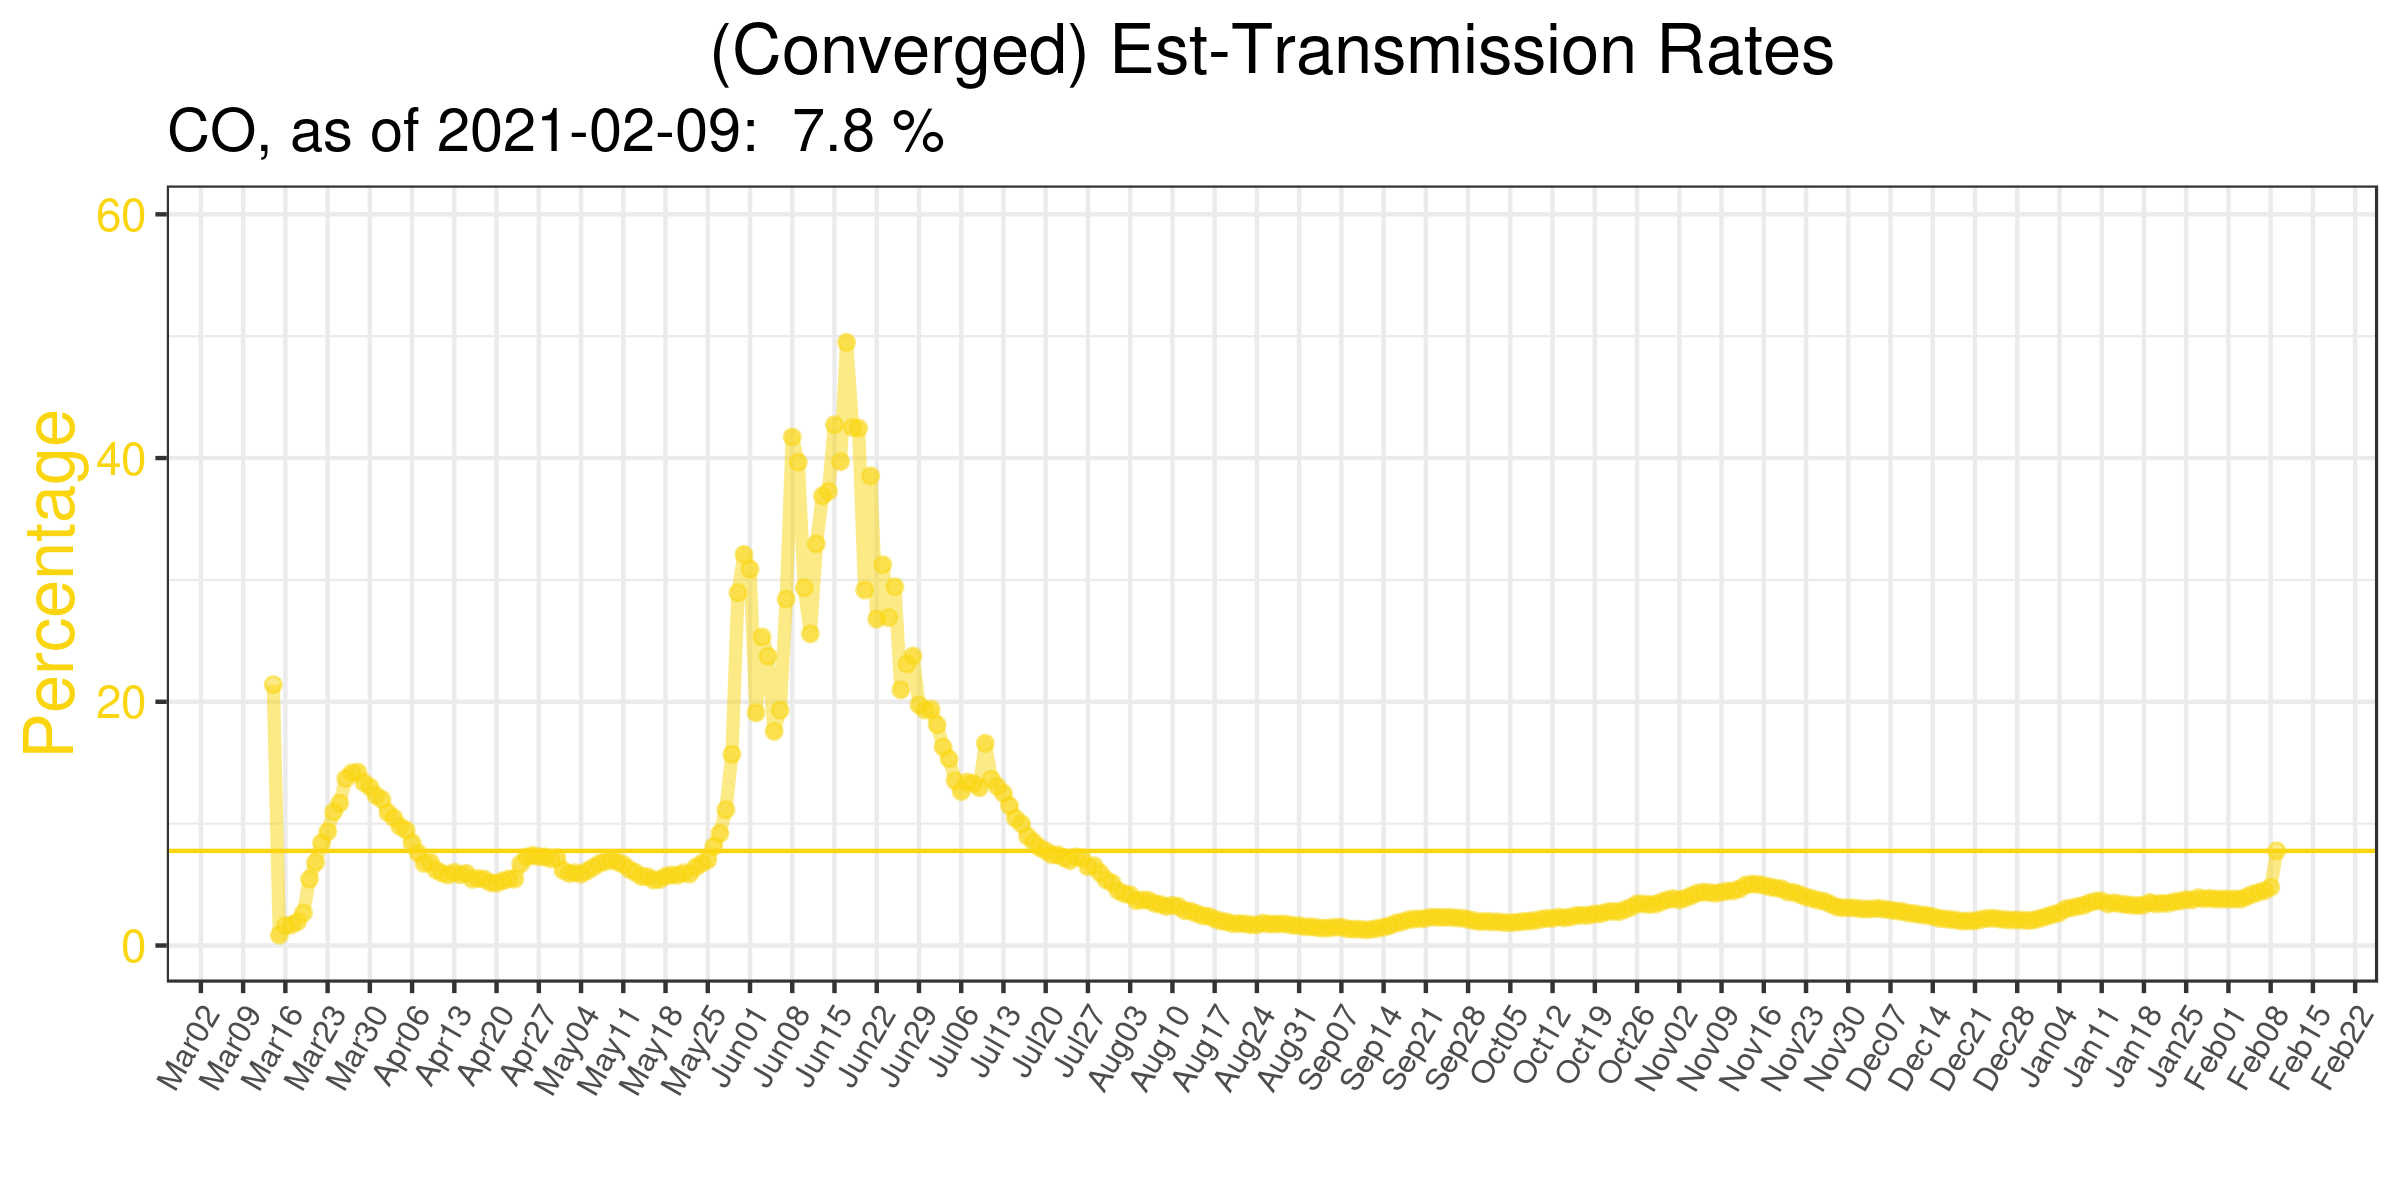 (Converged) Est-Transmission Rates
CO, as of 2021-02-09:  7.8 %
Percentage
60
40
20
0
Mar02
Mar09
Mar16
Mar23
Mar30
Apr06
Apr13
Apr20
Apr27
May04
May11
May18
May25
Jun01
Jun08
Jun15
Jun22
Jun29
Jul06
Jul13
Jul20
Jul27
Aug03
Aug10
Aug17
Aug24
Aug31
Sep07
Sep14
Sep21
Sep28
Oct05
Oct12
Oct19
Oct26
Nov02
Nov09
Nov16
Nov23
Nov30
Dec07
Dec14
Dec21
Dec28
Jan04
Jan11
Jan18
Jan25
Feb01
Feb08
Feb15
Feb22